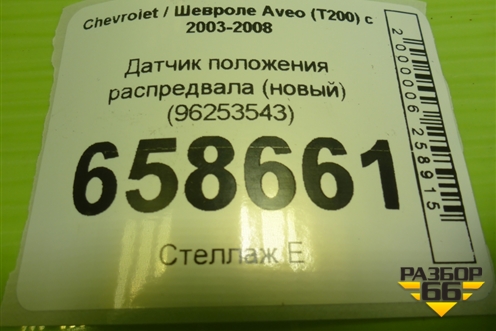 Chevrolet / Шевроле Aveo (T200) с
2003-2008
Датчик положения
распредвала (новый)
(96253543)
658661
Стеллаж E
2000006258915
РАЗБОР
66